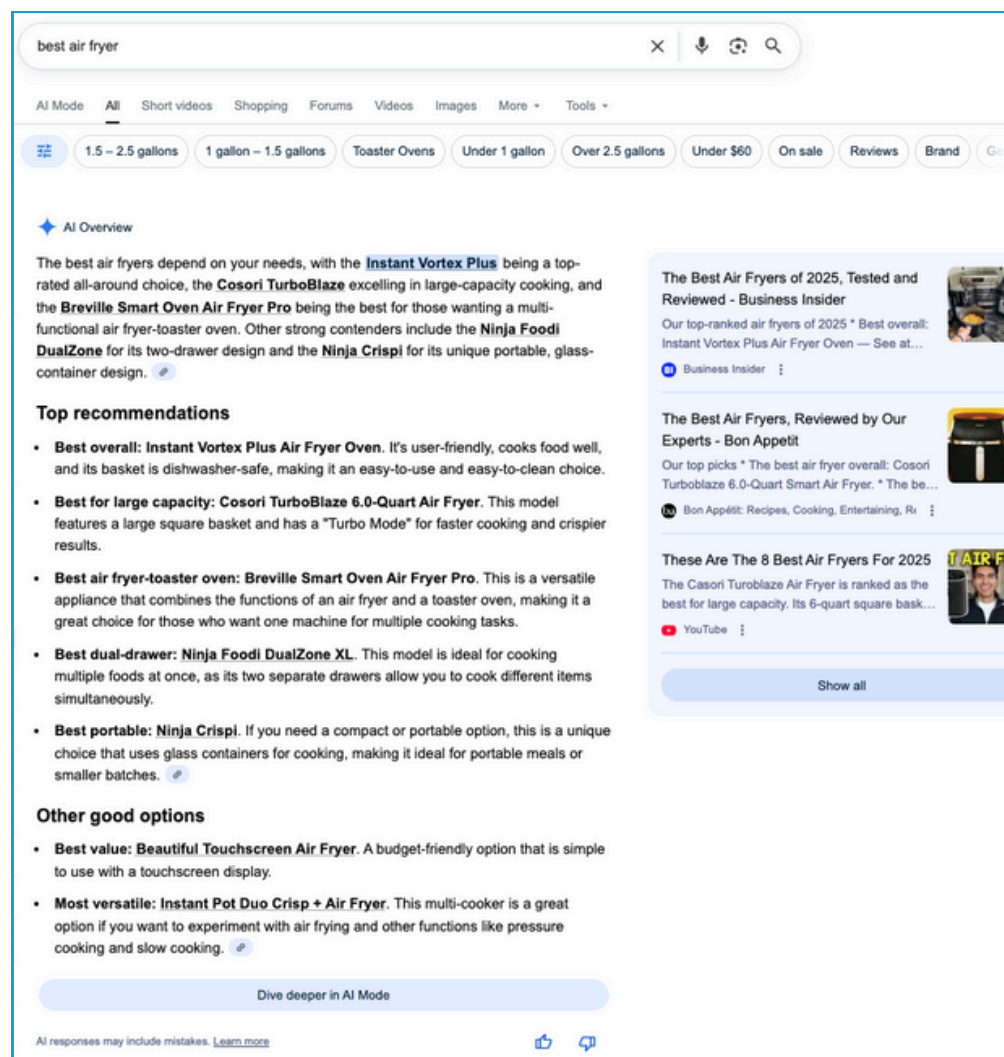 best air fryer
AI Mode All Short videos Shopping Forums Videos Images More Tools
1.5 – 2.5 gallons 1 gallon – 1.5 gallons Toaster Ovens Under 1 gallon Over 2.5 gallons Under $60 On sale Reviews Brand
AI Overview
The best air fryers depend on your needs, with the Instant Vortex Plus being a top-
rated all-around choice, the Cosori TurboBlaze excelling in large-capacity cooking, and
the Breville Smart Oven Air Fryer Pro being the best for those wanting a multi-
functional air fryer-toaster oven. Other strong contenders include the Ninja Foodi
DualZone for its two-drawer design and the Ninja Crispi for its unique portable, glass-
container design.
Top recommendations
• Best overall: Instant Vortex Plus Air Fryer Oven. It's user-friendly, cooks food well,
and its basket is dishwasher-safe, making it an easy-to-use and easy-to-clean choice.
• Best for large capacity: Cosori TurboBlaze 6.0-Quart Air Fryer. This model
features a large square basket and has a "Turbo Mode" for faster cooking and crispier
results.
• Best air fryer-toaster oven: Breville Smart Oven Air Fryer Pro. This is a versatile
appliance that combines the functions of an air fryer and a toaster oven, making it a
great choice for those who want one machine for multiple cooking tasks.
• Best dual-drawer: Ninja Foodi DualZone XL. This model is ideal for cooking
multiple foods at once, as its two separate drawers allow you to cook different items
simultaneously.
• Best portable: Ninja Crispi. If you need a compact or portable option, this is a unique
choice that uses glass containers for cooking, making it ideal for portable meals or
smaller batches.
Other good options
• Best value: Beautiful Touchscreen Air Fryer. A budget-friendly option that is simple
to use with a touchscreen display.
• Most versatile: Instant Pot Duo Crisp + Air Fryer. This multi-cooker is a great
option if you want to experiment with air frying and other functions like pressure
cooking and slow cooking.
Dive deeper in AI Mode
AI responses may include mistakes. Learn more
The Best Air Fryers of 2025, Tested and
Reviewed - Business Insider
Our top-ranked air fryers of 2025 * Best overall:
Instant Vortex Plus Air Fryer Oven — See at...
Business Insider
The Best Air Fryers, Reviewed by Our
Experts - Bon Appetit
Our top picks * The best air fryer overall: Cosori
Turboblaze 6.0-Quart Smart Air Fryer. * The be...
Bon Appétit: Recipes, Cooking, Entertaining, Re
These Are The 8 Best Air Fryers For 2025
The Casori Turoblaze Air Fryer is ranked as the
best for large capacity. Its 6-quart square bask...
YouTube
AIR F
Show all